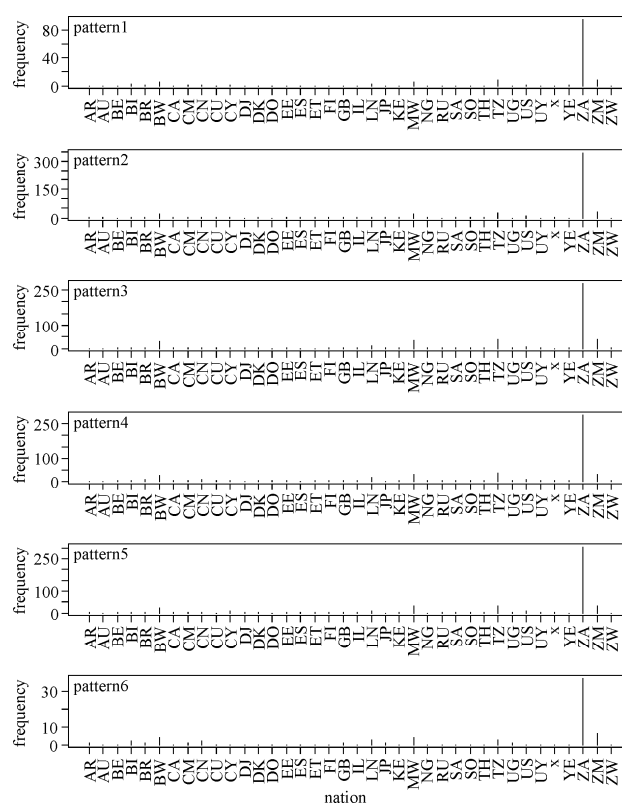 pattern1
frequency
80
40
0
AR AU BE BI BR BW CA CM CN CU CY DJ DK DO EE ES ET FI GB IL LN JP KE MW NG RU SA SO TH TZ UG US UY x YE ZA ZM ZW
pattern2
frequency
300
150
0
AR AU BE BI BR BW CA CM CN CU CY DJ DK DO EE ES ET FI GB IL LN JP KE MW NG RU SA SO TH TZ UG US UY x YE ZA ZM ZW
pattern3
frequency
250
100
0
AR AU BE BI BR BW CA CM CN CU CY DJ DK DO EE ES ET FI GB IL LN JP KE MW NG RU SA SO TH TZ UG US UY x YE ZA ZM ZW
pattern4
frequency
250
100
0
AR AU BE BI BR BW CA CM CN CU CY DJ DK DO EE ES ET FI GB IL LN JP KE MW NG RU SA SO TH TZ UG US UY x YE ZA ZM ZW
pattern5
frequency
250
100
0
AR AU BE BI BR BW CA CM CN CU CY DJ DK DO EE ES ET FI GB IL LN JP KE MW NG RU SA SO TH TZ UG US UY x YE ZA ZM ZW
pattern6
frequency
30
10
0
AR AU BE BI BR BW CA CM CN CU CY DJ DK DO EE ES ET FI GB IL LN JP KE MW NG RU SA SO TH TZ UG US UY x YE ZA ZM ZW
nation